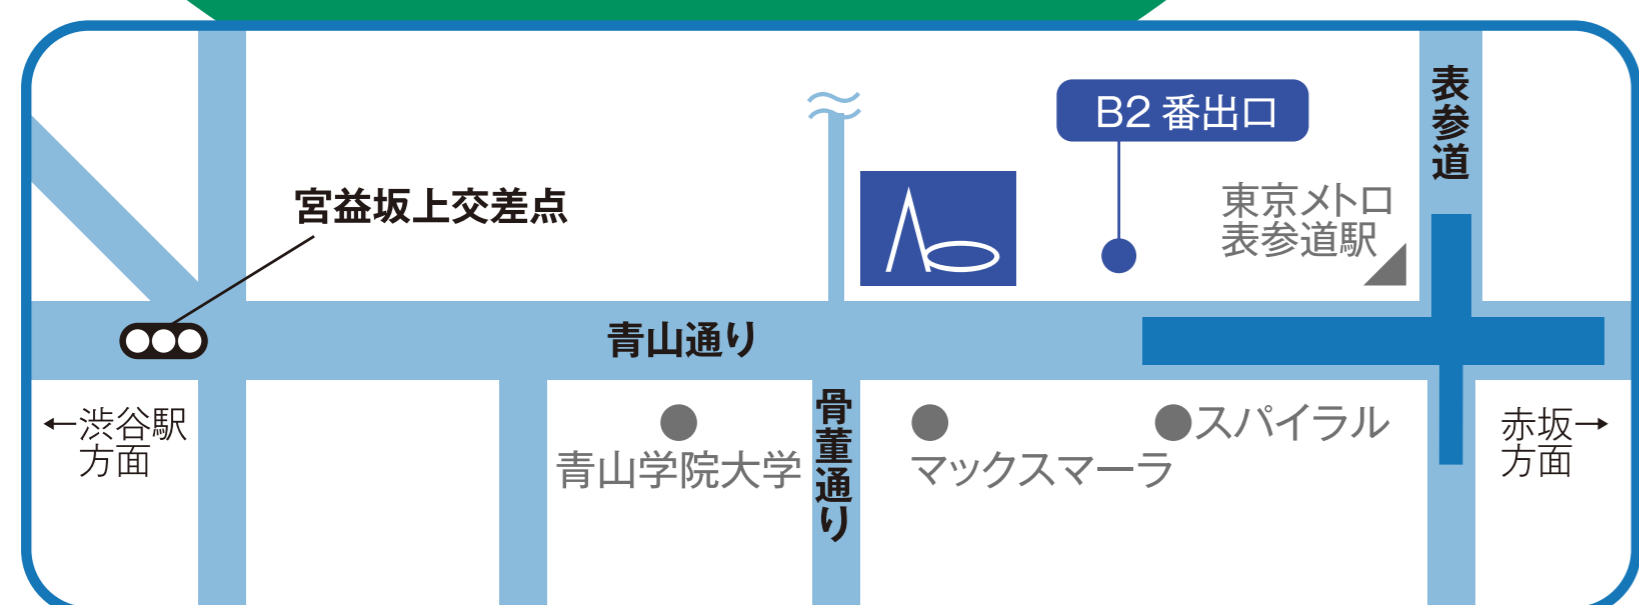 表参道
B2 番出口
東京メトロ
表参道駅
宮益坂上交差点
青山通り
←渋谷駅
方面
青山学院大学
骨董通り
マックスマーラ
スパイラル
赤坂→
方面